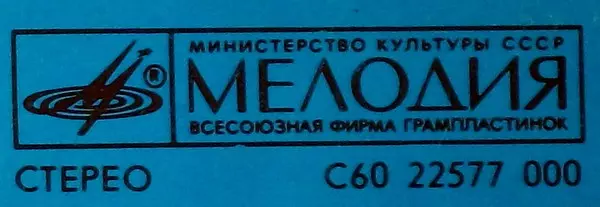 МИНИСТЕРСТВО КУЛЬТУРЫ СССР
® МЕЛОДИЯ
ВСЕСОЮЗНАЯ ФИРМА ГРАМПЛАСТИНОК
СТЕРЕО С60 22577 000